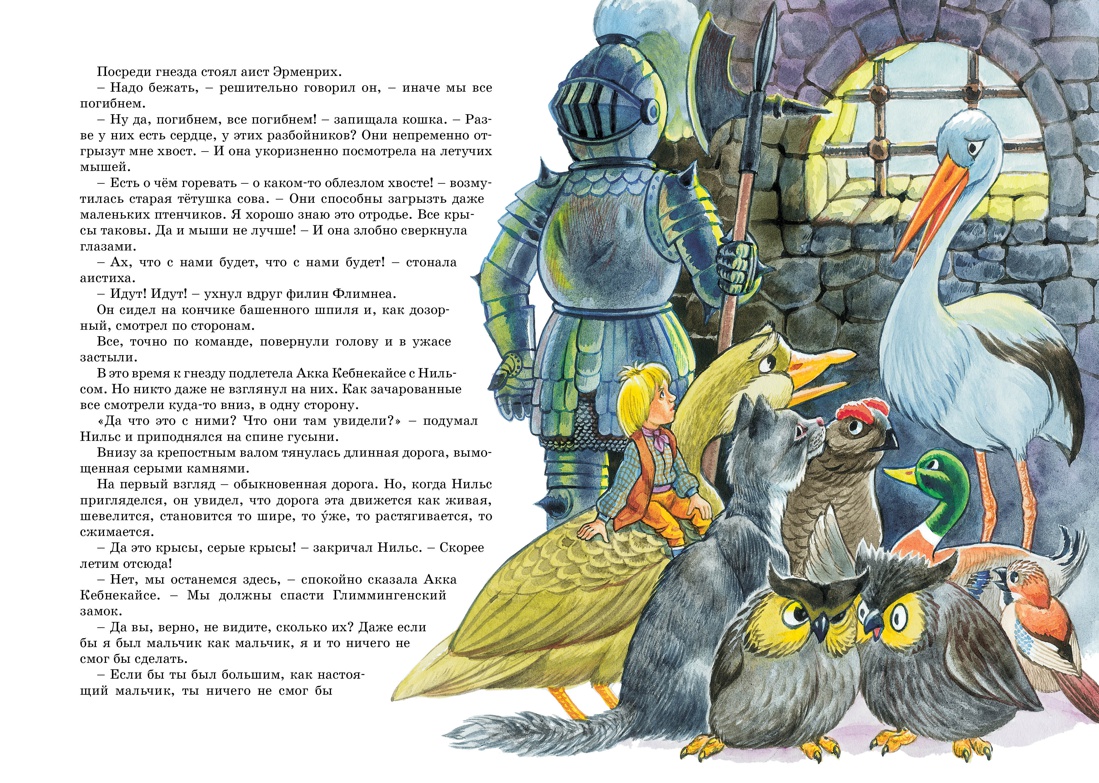 Посреди гнезда стоял аист Эрменрих.
– Надо бежать, – решительно говорил он, – иначе мы все
погибнем.
– Ну да, погибнем, все погибнем! – запищала кошка. – Раз-
ве у них есть сердце, у этих разбойников? Они непременно от-
грызут мне хвост. – И она укоризненно посмотрела на летучих
мышей.
– Есть о чём горевать – о каком-то облезлом хвосте! – возму-
тилась старая тётушка сова. – Они способны загрызть даже
маленьких птенчиков. Я хорошо знаю это отродье. Все кры-
сы таковы. Да и мыши не лучше! – И она злобно сверкнула
глазами.
– Ах, что с нами будет, что с нами будет! – стонала
аистиха.
– Идут! Идут! – ухнул вдруг филин Флимнеа.
Он сидел на кончике башенного шпиля и, как дозор-
ный, смотрел по сторонам.
Все, точно по команде, повернули голову и в ужасе
застыли.
В это время к гнезду подлетела Акка Кебнекайсе с Ниль-
сом. Но никто даже не взглянул на них. Как зачарованные
все смотрели куда-то вниз, в одну сторону.
«Да что это с ними? Что они там увидели?» – подумал
Нильс и приподнялся на спине гусыни.
Внизу за крепостным валом тянулась длинная дорога, вымо-
щенная серыми камнями.
На первый взгляд – обыкновенная дорога. Но, когда Нильс
пригляделся, он увидел, что дорога эта движется как живая,
шевелится, становится то шире, то у́же, то растягивается, то
сжимается.
– Да это крысы, серые крысы! – закричал Нильс. – Скорее
летим отсюда!
– Нет, мы останемся здесь, – спокойно сказала Акка
Кебнекайсе. – Мы должны спасти Глиммингенский
замок.
– Да вы, верно, не видите, сколько их? Даже если
бы я был мальчик как мальчик, я и то ничего не
смог бы сделать.
– Если бы ты был большим, как настоя-
щий мальчик, ты ничего не смог бы